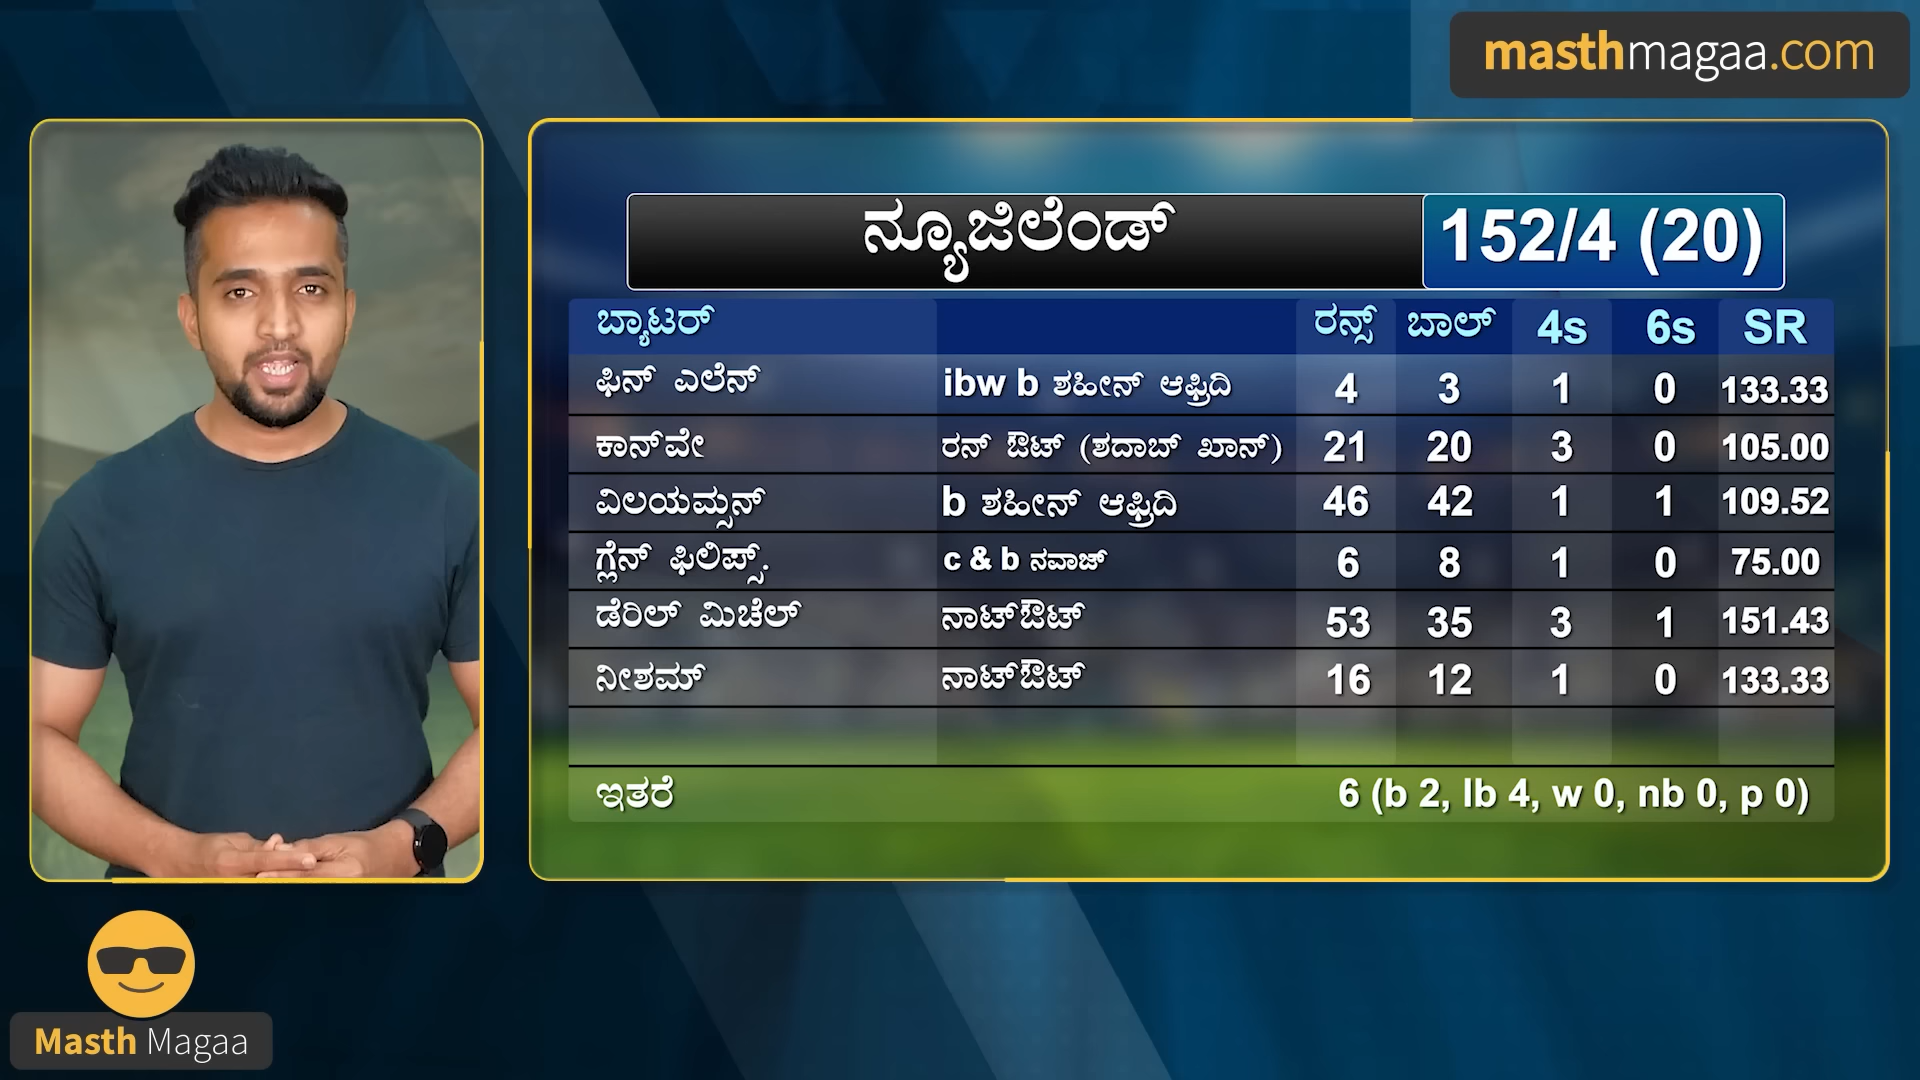 masthmagaa.com
ನ್ಯೂಜಿಲೆಂಡ್ 152/4 (20)
ಬ್ಯಾಟರ್ ರನ್ಸ್ ಬಾಲ್ 4s 6s SR
ಫಿನ್ ಎಲೆನ್ ibw b ಶಹೀನ್ ಆಫ್ರಿದಿ 4 3 1 0 133.33
ಕಾನ್‌ವೇ ರನ್ ಔಟ್ (ಶದಾಬ್ ಖಾನ್) 21 20 3 0 105.00
ವಿಲಯಮ್ಸನ್ b ಶಹೀನ್ ಆಫ್ರಿದಿ 46 42 1 1 109.52
ಗ್ಲೆನ್ ಫಿಲಿಪ್ಸ್. c & b ನವಾಜ್ 6 8 1 0 75.00
ಡೆರಿಲ್ ಮಿಚೆಲ್ ನಾಟ್‌ಔಟ್ 53 35 3 1 151.43
ನೀಶಮ್ ನಾಟ್‌ಔಟ್ 16 12 1 0 133.33
ಇತರೆ 6 (b 2, lb 4, w 0, nb 0, p 0)
Masth Magaa